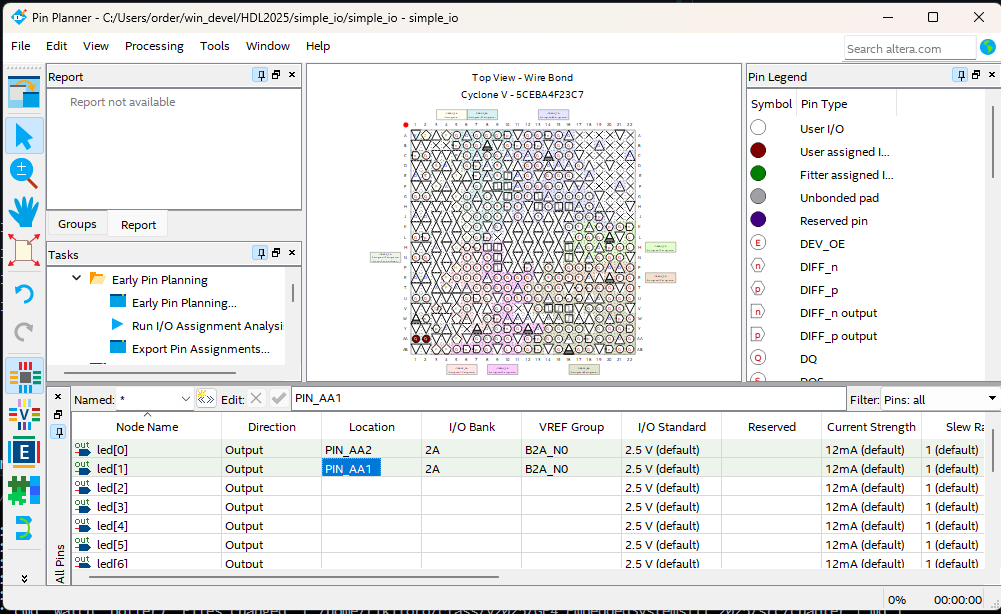 Pin Planner - C:/Users/order/win_devel/HDL2025/simple_io/simple_io - simple_io
File Edit View Processing Tools Window Help
Search altera.com
Report
Report not available
Groups Report
Tasks
Early Pin Planning
Early Pin Planning...
Run I/O Assignment Analysi
Export Pin Assignments...
Top View - Wire Bond
Cyclone V - 5CEBA4F23C7
Pin Legend
Symbol Pin Type
User I/O
User assigned I...
Fitter assigned I...
Unbonded pad
Reserved pin
E DEV_OE
n DIFF_n
p DIFF_p
n DIFF_n output
p DIFF_p output
Q DQ
DQS
Named: * Edit: PIN_AA1 Filter: Pins: all
Node Name Direction Location I/O Bank VREF Group I/O Standard Reserved Current Strength Slew Ra
out led[0] Output PIN_AA2 2A B2A_N0 2.5 V (default) 12mA (default) 1 (default)
out led[1] Output PIN_AA1 2A B2A_N0 2.5 V (default) 12mA (default) 1 (default)
out led[2] Output 2.5 V (default) 12mA (default) 1 (default)
out led[3] Output 2.5 V (default) 12mA (default) 1 (default)
out led[4] Output 2.5 V (default) 12mA (default) 1 (default)
out led[5] Output 2.5 V (default) 12mA (default) 1 (default)
out led[6] Output 2.5 V (default) 12mA (default) 1 (default)
All Pins
0% 00:00:00